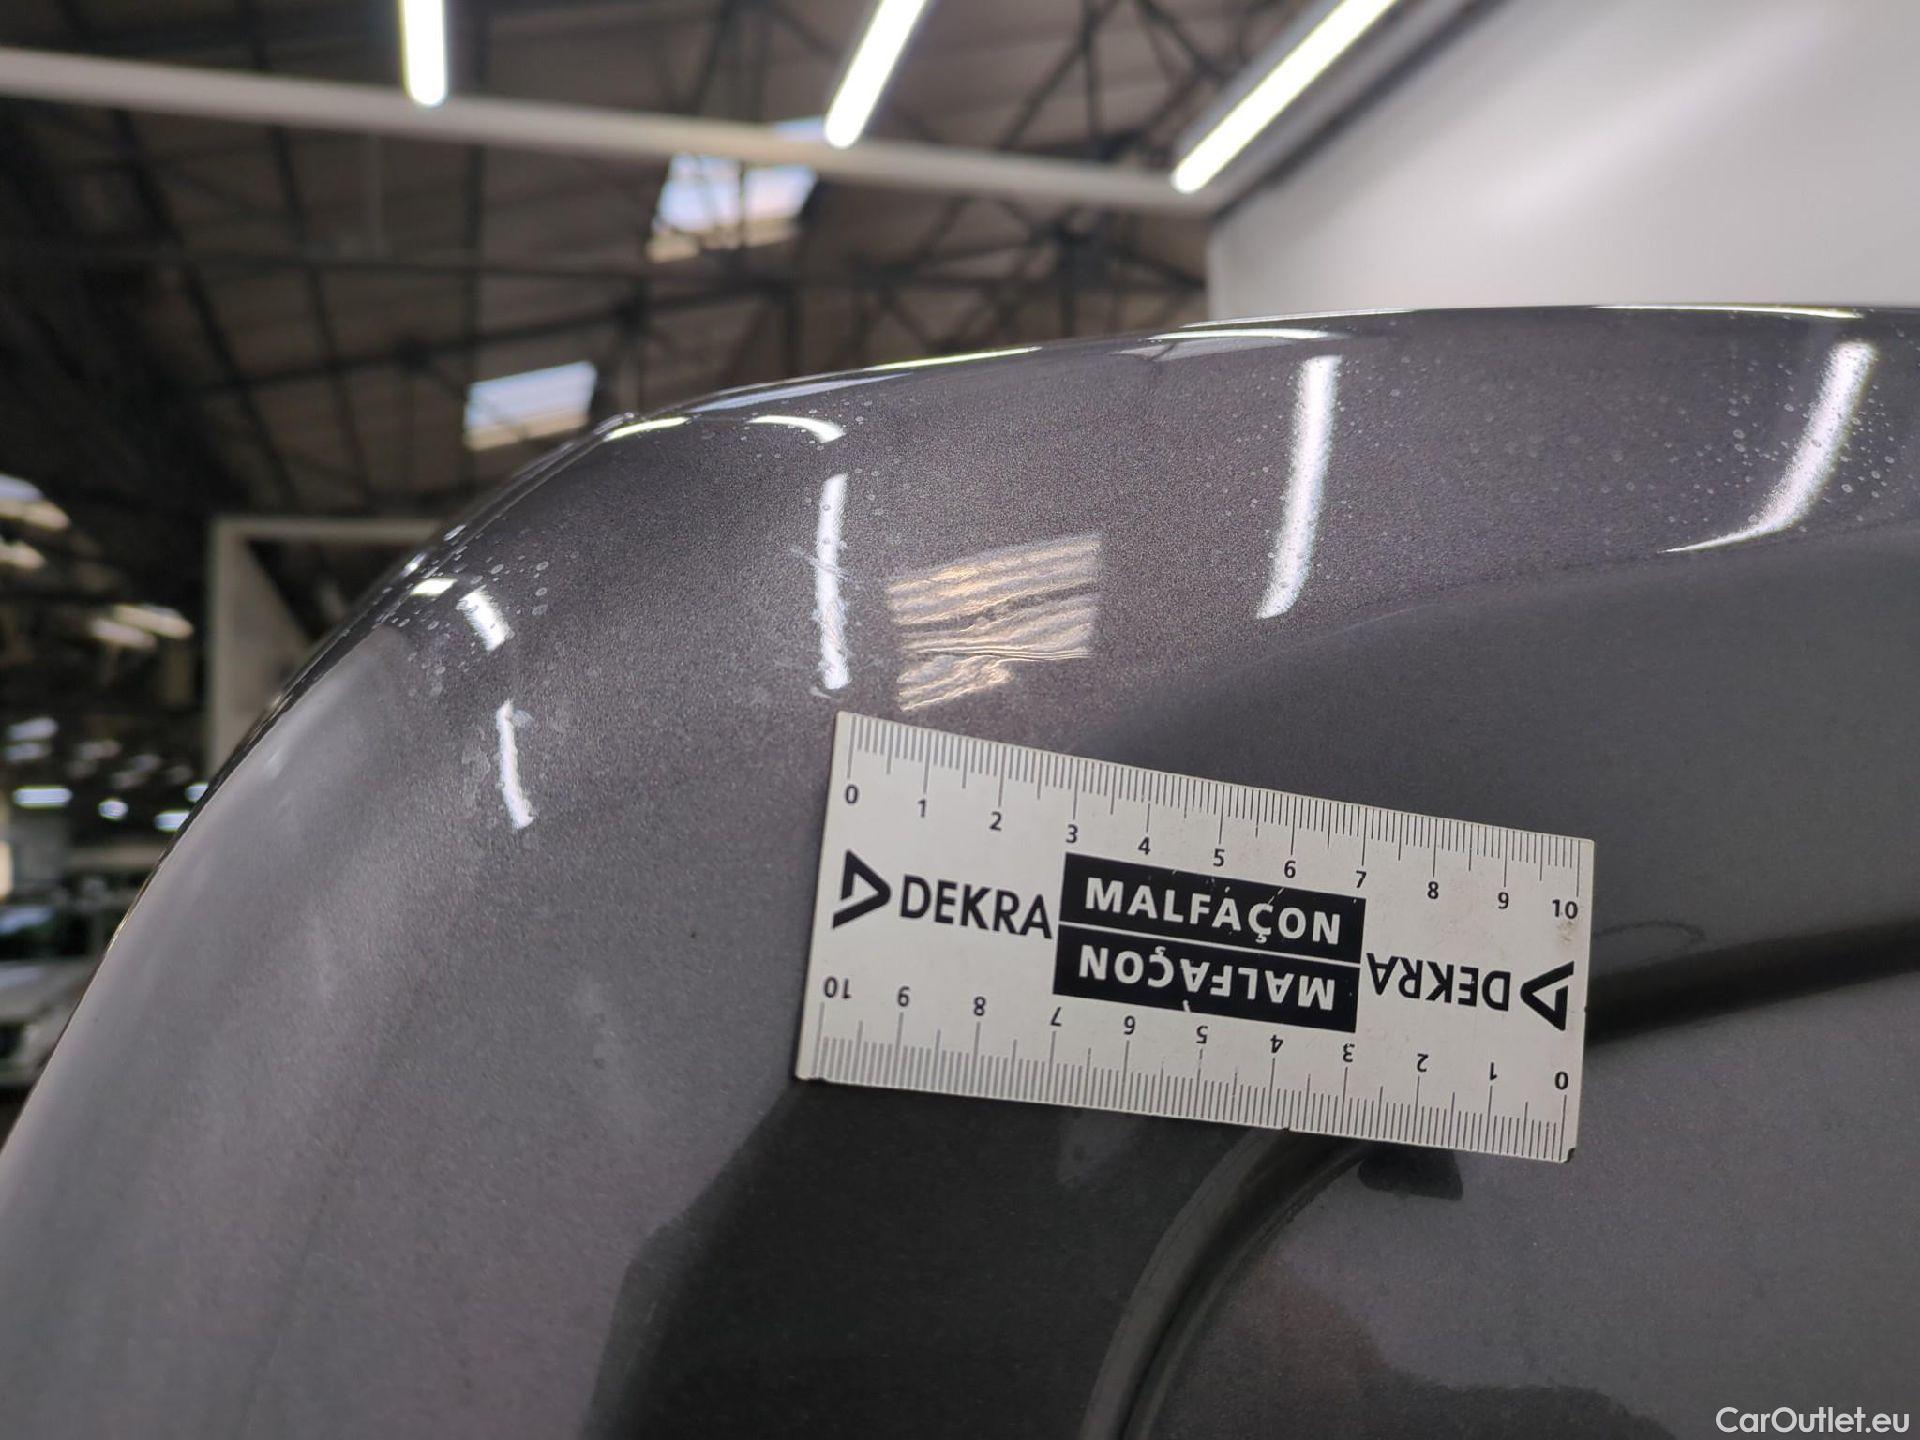 0 1 2 3 4 5 6 7 8 9 10
DEKRA MALFAÇON
MALFAÇON DEKRA
10 9 8 7 6 5 4 3 2 1 0
CarOutlet.eu